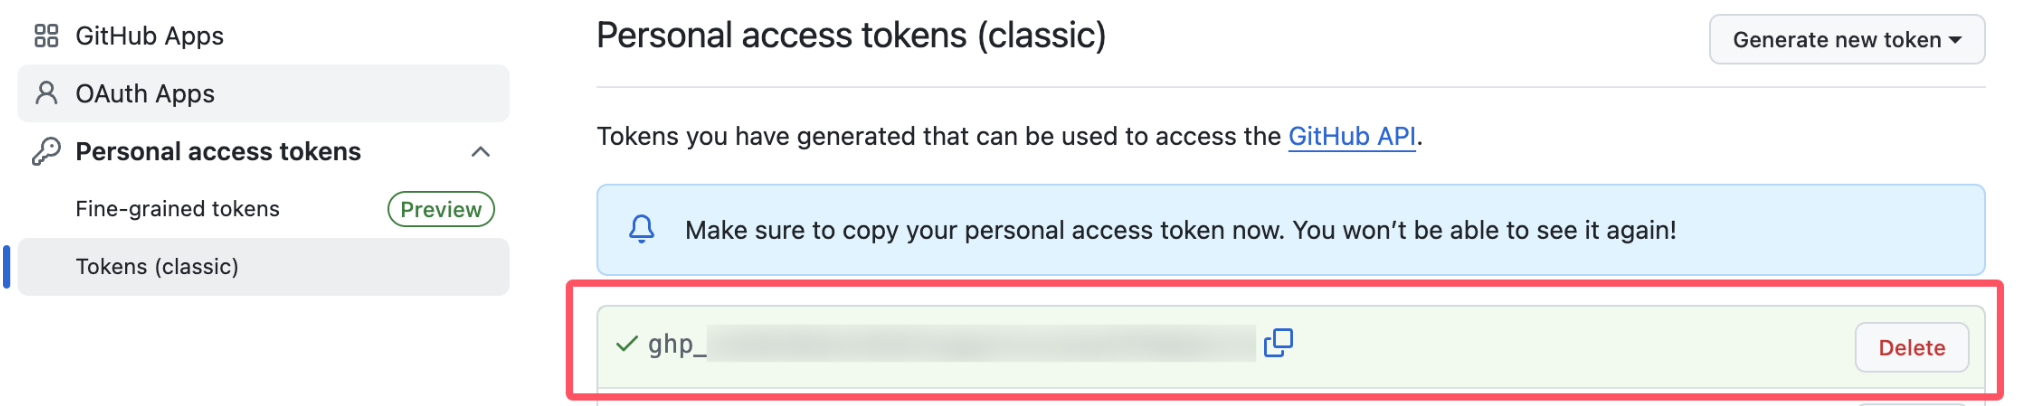 GitHub Apps
OAuth Apps
Personal access tokens
Fine-grained tokens Preview
Tokens (classic)
Personal access tokens (classic)
Generate new token
Tokens you have generated that can be used to access the GitHub API.
Make sure to copy your personal access token now. You won’t be able to see it again!
ghp_
Delete